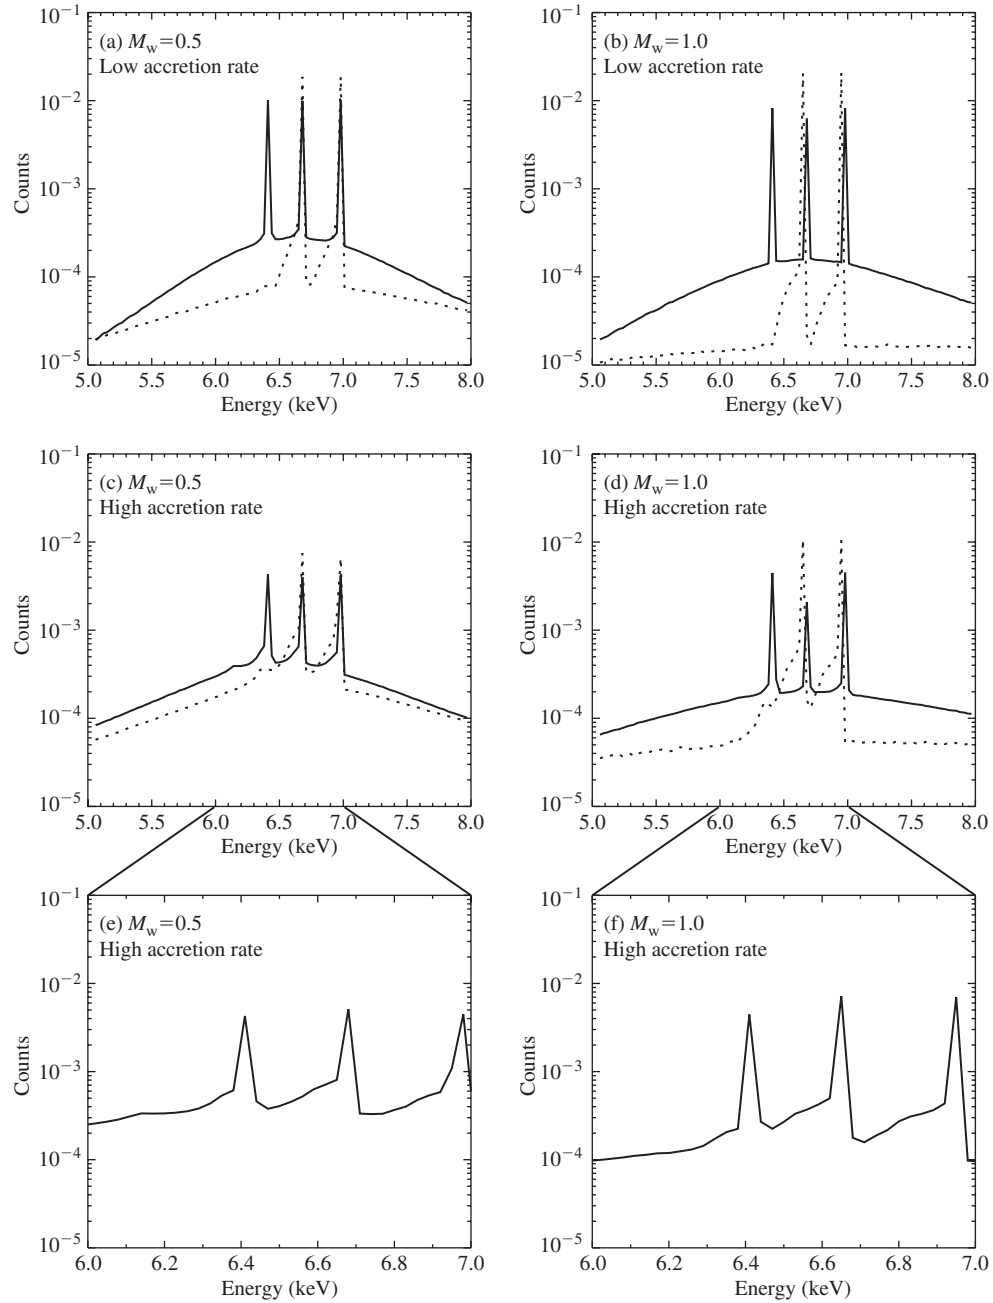 (a) M_w=0.5
Low accretion rate
10^−1
10^−2
10^−3
10^−4
10^−5
Counts
5.0 5.5 6.0 6.5 7.0 7.5 8.0
Energy (keV)
(b) M_w=1.0
Low accretion rate
10^−1
10^−2
10^−3
10^−4
10^−5
Counts
5.0 5.5 6.0 6.5 7.0 7.5 8.0
Energy (keV)
(c) M_w=0.5
High accretion rate
10^−1
10^−2
10^−3
10^−4
10^−5
Counts
5.0 5.5 6.0 6.5 7.0 7.5 8.0
Energy (keV)
(d) M_w=1.0
High accretion rate
10^−1
10^−2
10^−3
10^−4
10^−5
Counts
5.0 5.5 6.0 6.5 7.0 7.5 8.0
Energy (keV)
(e) M_w=0.5
High accretion rate
10^−1
10^−2
10^−3
10^−4
10^−5
Counts
6.0 6.2 6.4 6.6 6.8 7.0
Energy (keV)
(f) M_w=1.0
High accretion rate
10^−1
10^−2
10^−3
10^−4
10^−5
Counts
6.0 6.2 6.4 6.6 6.8 7.0
Energy (keV)